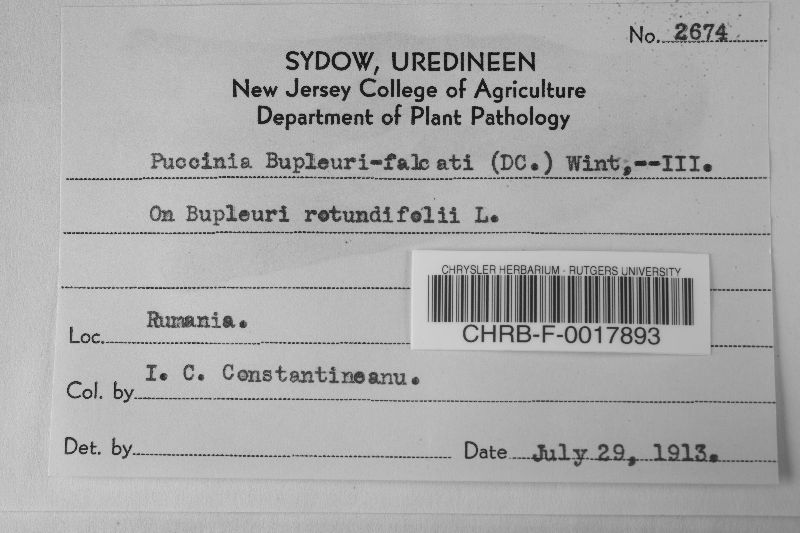 No. 2674
SYDOW, UREDINEEN
New Jersey College of Agriculture
Department of Plant Pathology
Puccinia Bupleuri-falcati (DC.) Wint,--III.
On Bupleuri rotundifolii L.
CHRYSLER HERBARIUM - RUTGERS UNIVERSITY
CHRB-F-0017893
Loc. Rumania.
Col. by I. C. Constantineanu.
Det. by
Date July 29, 1913.